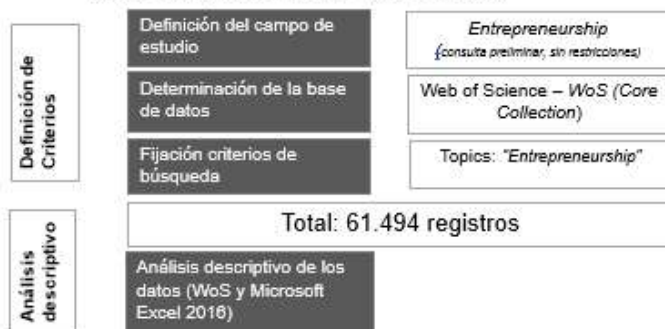 Definición de
Criterios
Definición del campo de
estudio
Entrepreneurship
(consulta preliminar, sin restricciones)
Determinación de la base
de datos
Web of Science – WoS (Core
Collection)
Fijación criterios de
búsqueda
Topics: "Entrepreneurship"
Análisis
descriptivo
Total: 61.494 registros
Análisis descriptivo de los
datos (WoS y Microsoft
Excel 2016)